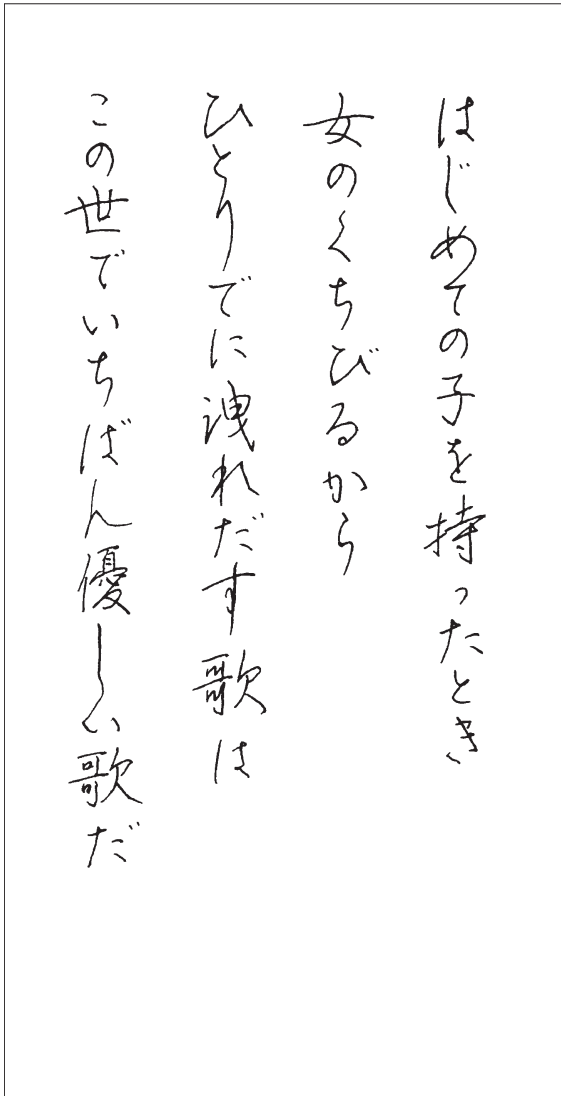 はじめての子を持ったとき
女のくちびるから
ひとりでに洩れだす歌は
この世でいちばん優しい歌だ